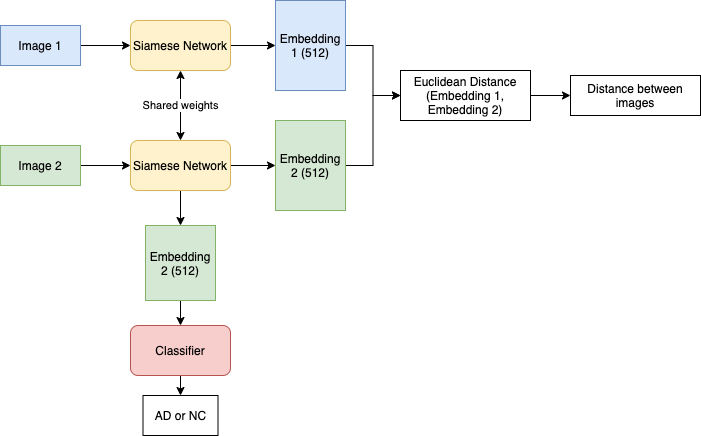 Image 1
Siamese Network
Embedding
1 (512)
Shared weights
Euclidean Distance
(Embedding 1,
Embedding 2)
Distance between
images
Image 2
Siamese Network
Embedding
2 (512)
Embedding
2 (512)
Classifier
AD or NC